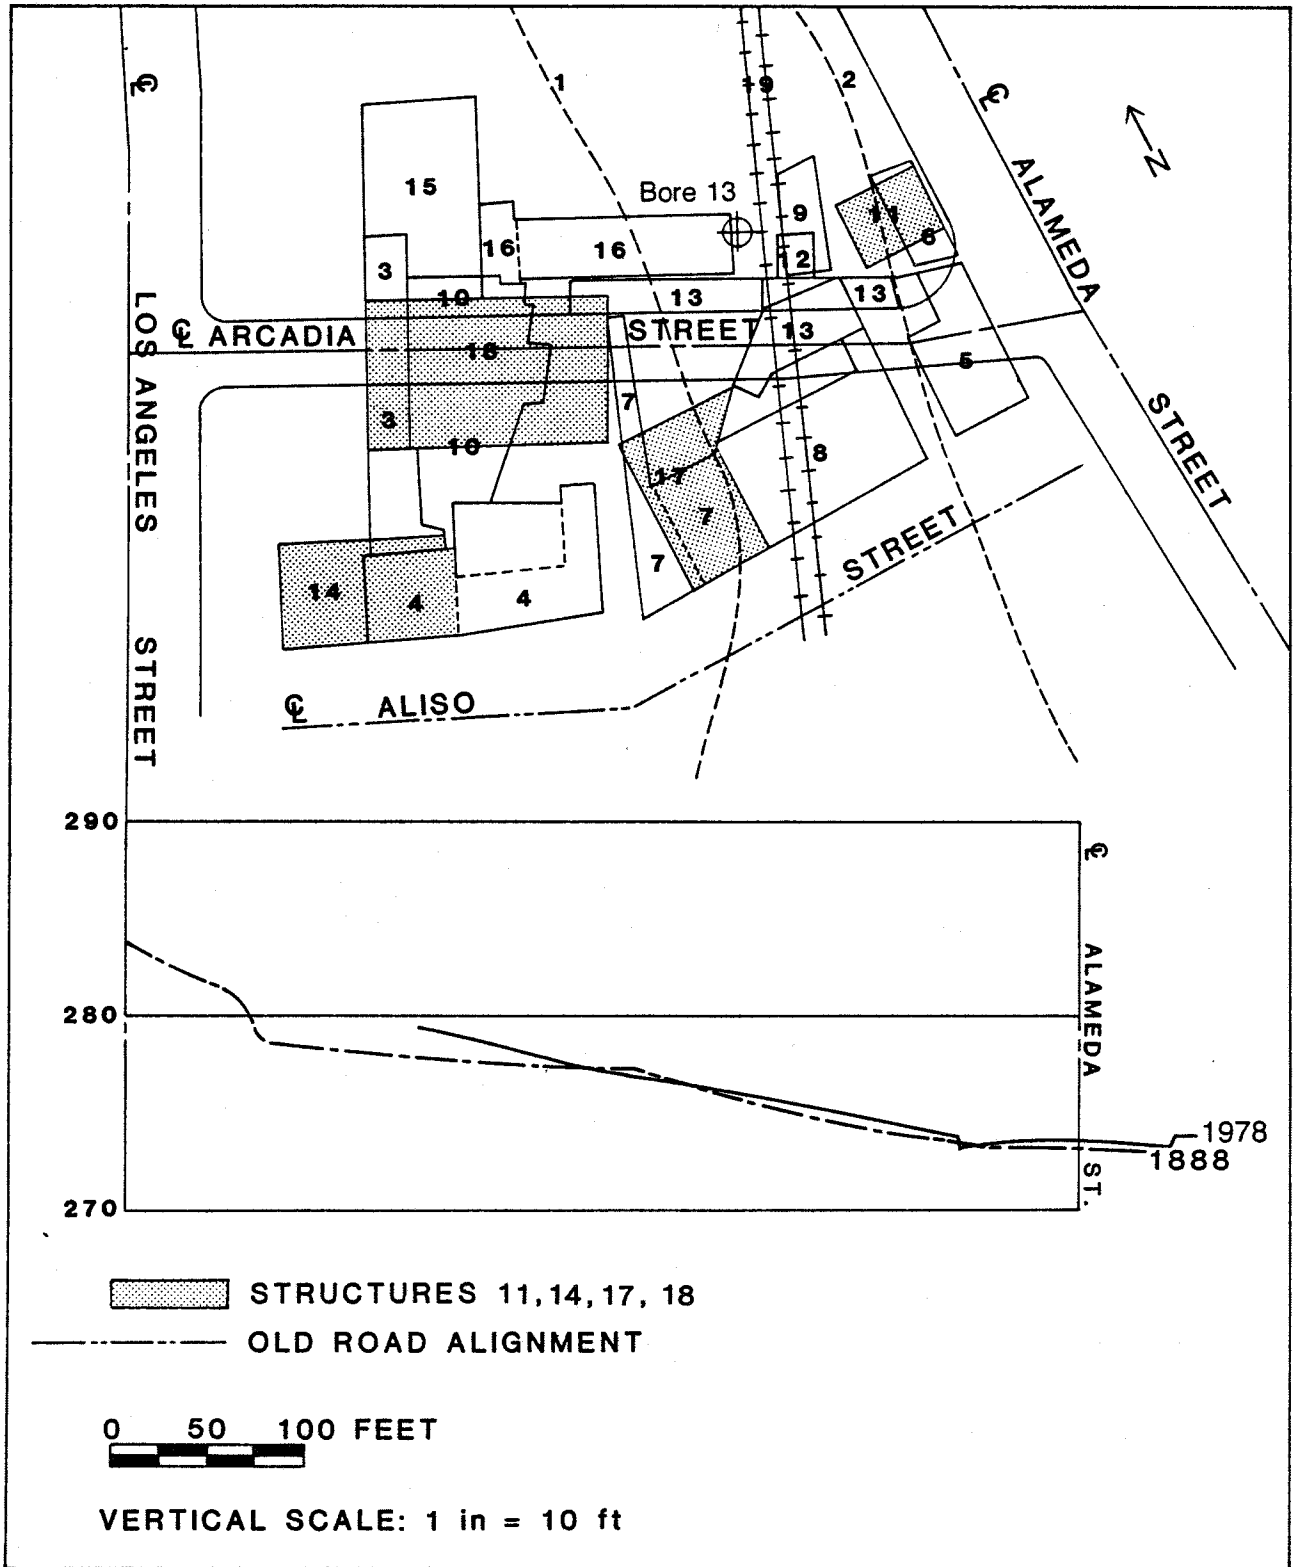 ℄
1
19
2
℄
N
ALAMEDA
STREET
15
Bore 13
9
11
6
3
16
16
12
10
13
13
℄ ARCADIA
STREET
13
18
5
LOS ANGELES
STREET
7
3
10
8
17
7
14
4
4
7
STREET
℄ ALISO
290
℄
ALAMEDA
ST.
280
1978
1888
270
STRUCTURES 11,14,17, 18
OLD ROAD ALIGNMENT
0 50 100 FEET
VERTICAL SCALE: 1 in = 10 ft